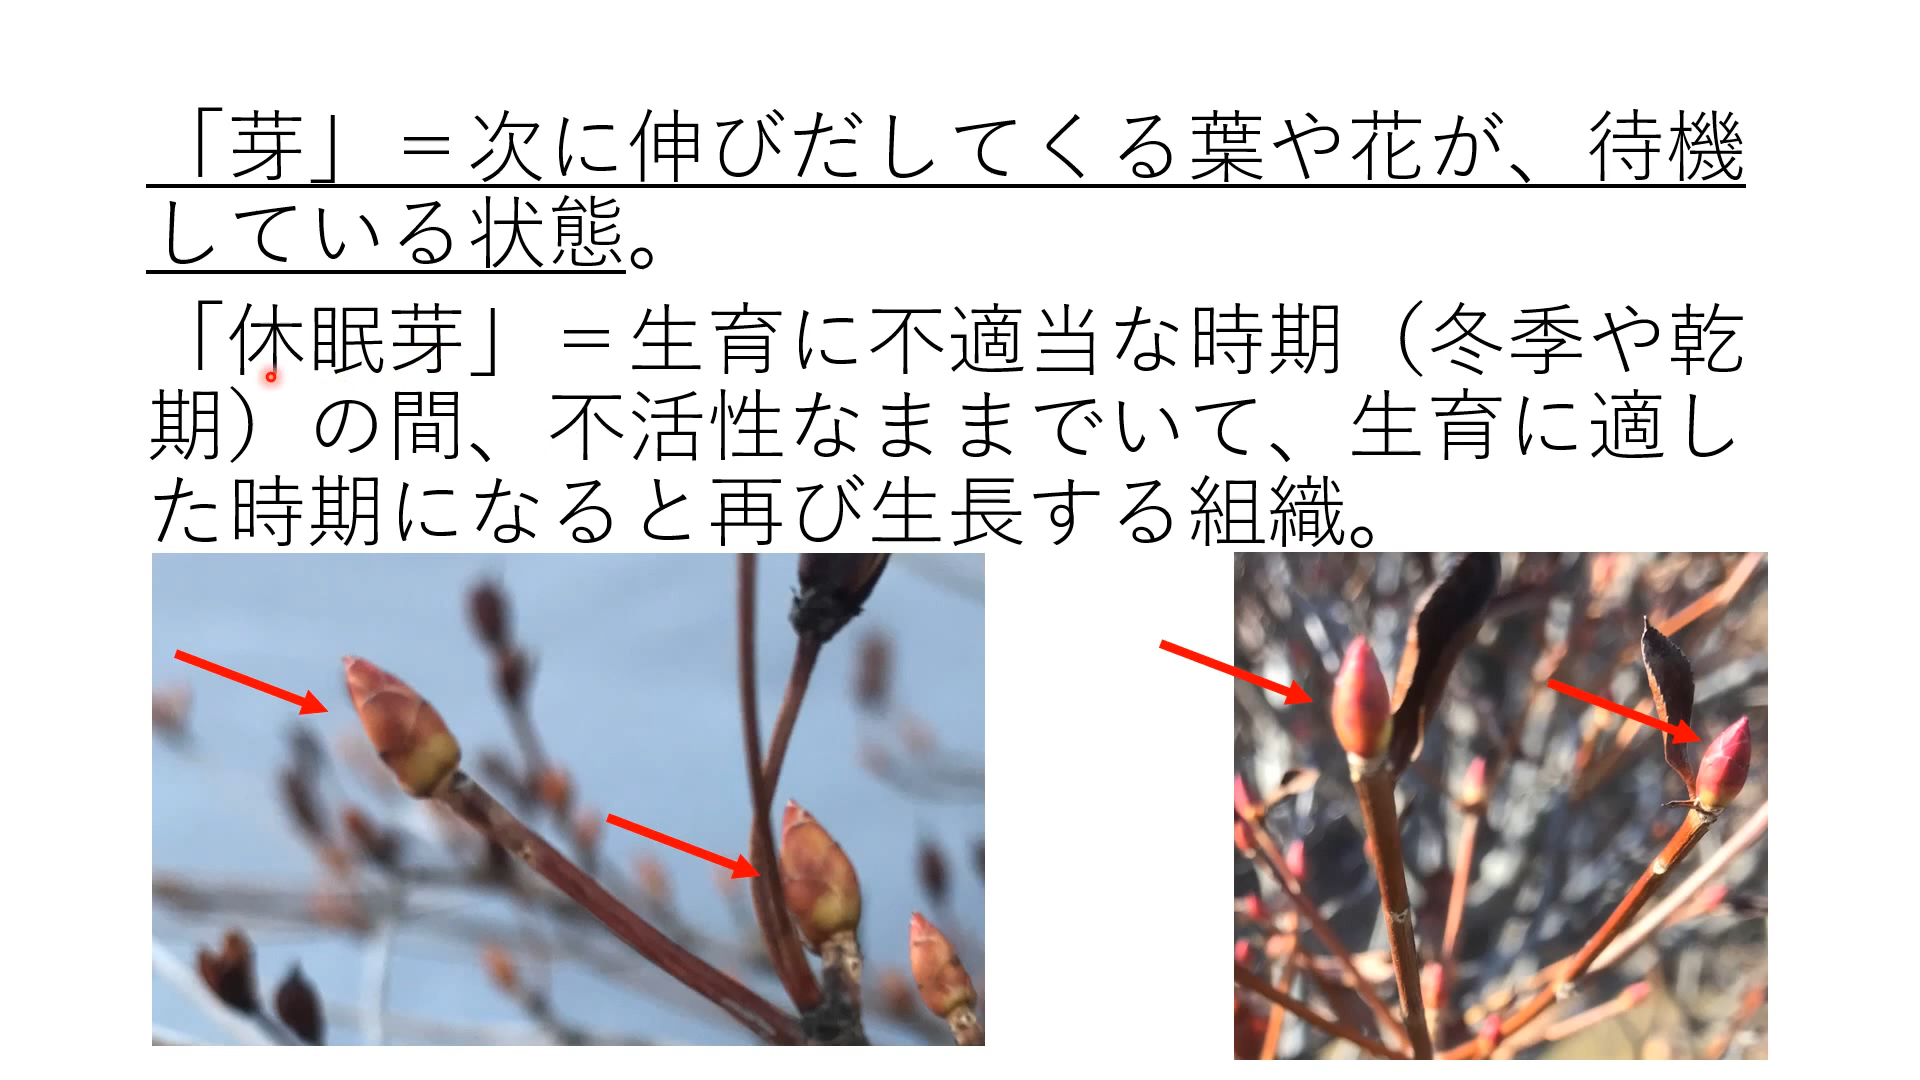 「芽」＝次に伸びだしてくる葉や花が、待機
している状態。
「休眠芽」＝生育に不適当な時期（冬季や乾
期）の間、不活性なままでいて、生育に適し
た時期になると再び生長する組織。